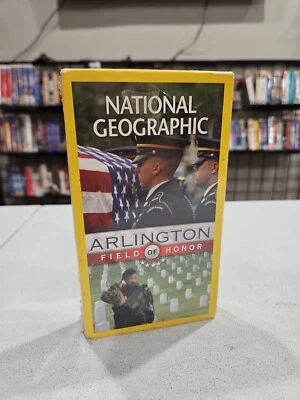 NATIONAL
GEOGRAPHIC
ARLINGTON
FIELD OF HONOR